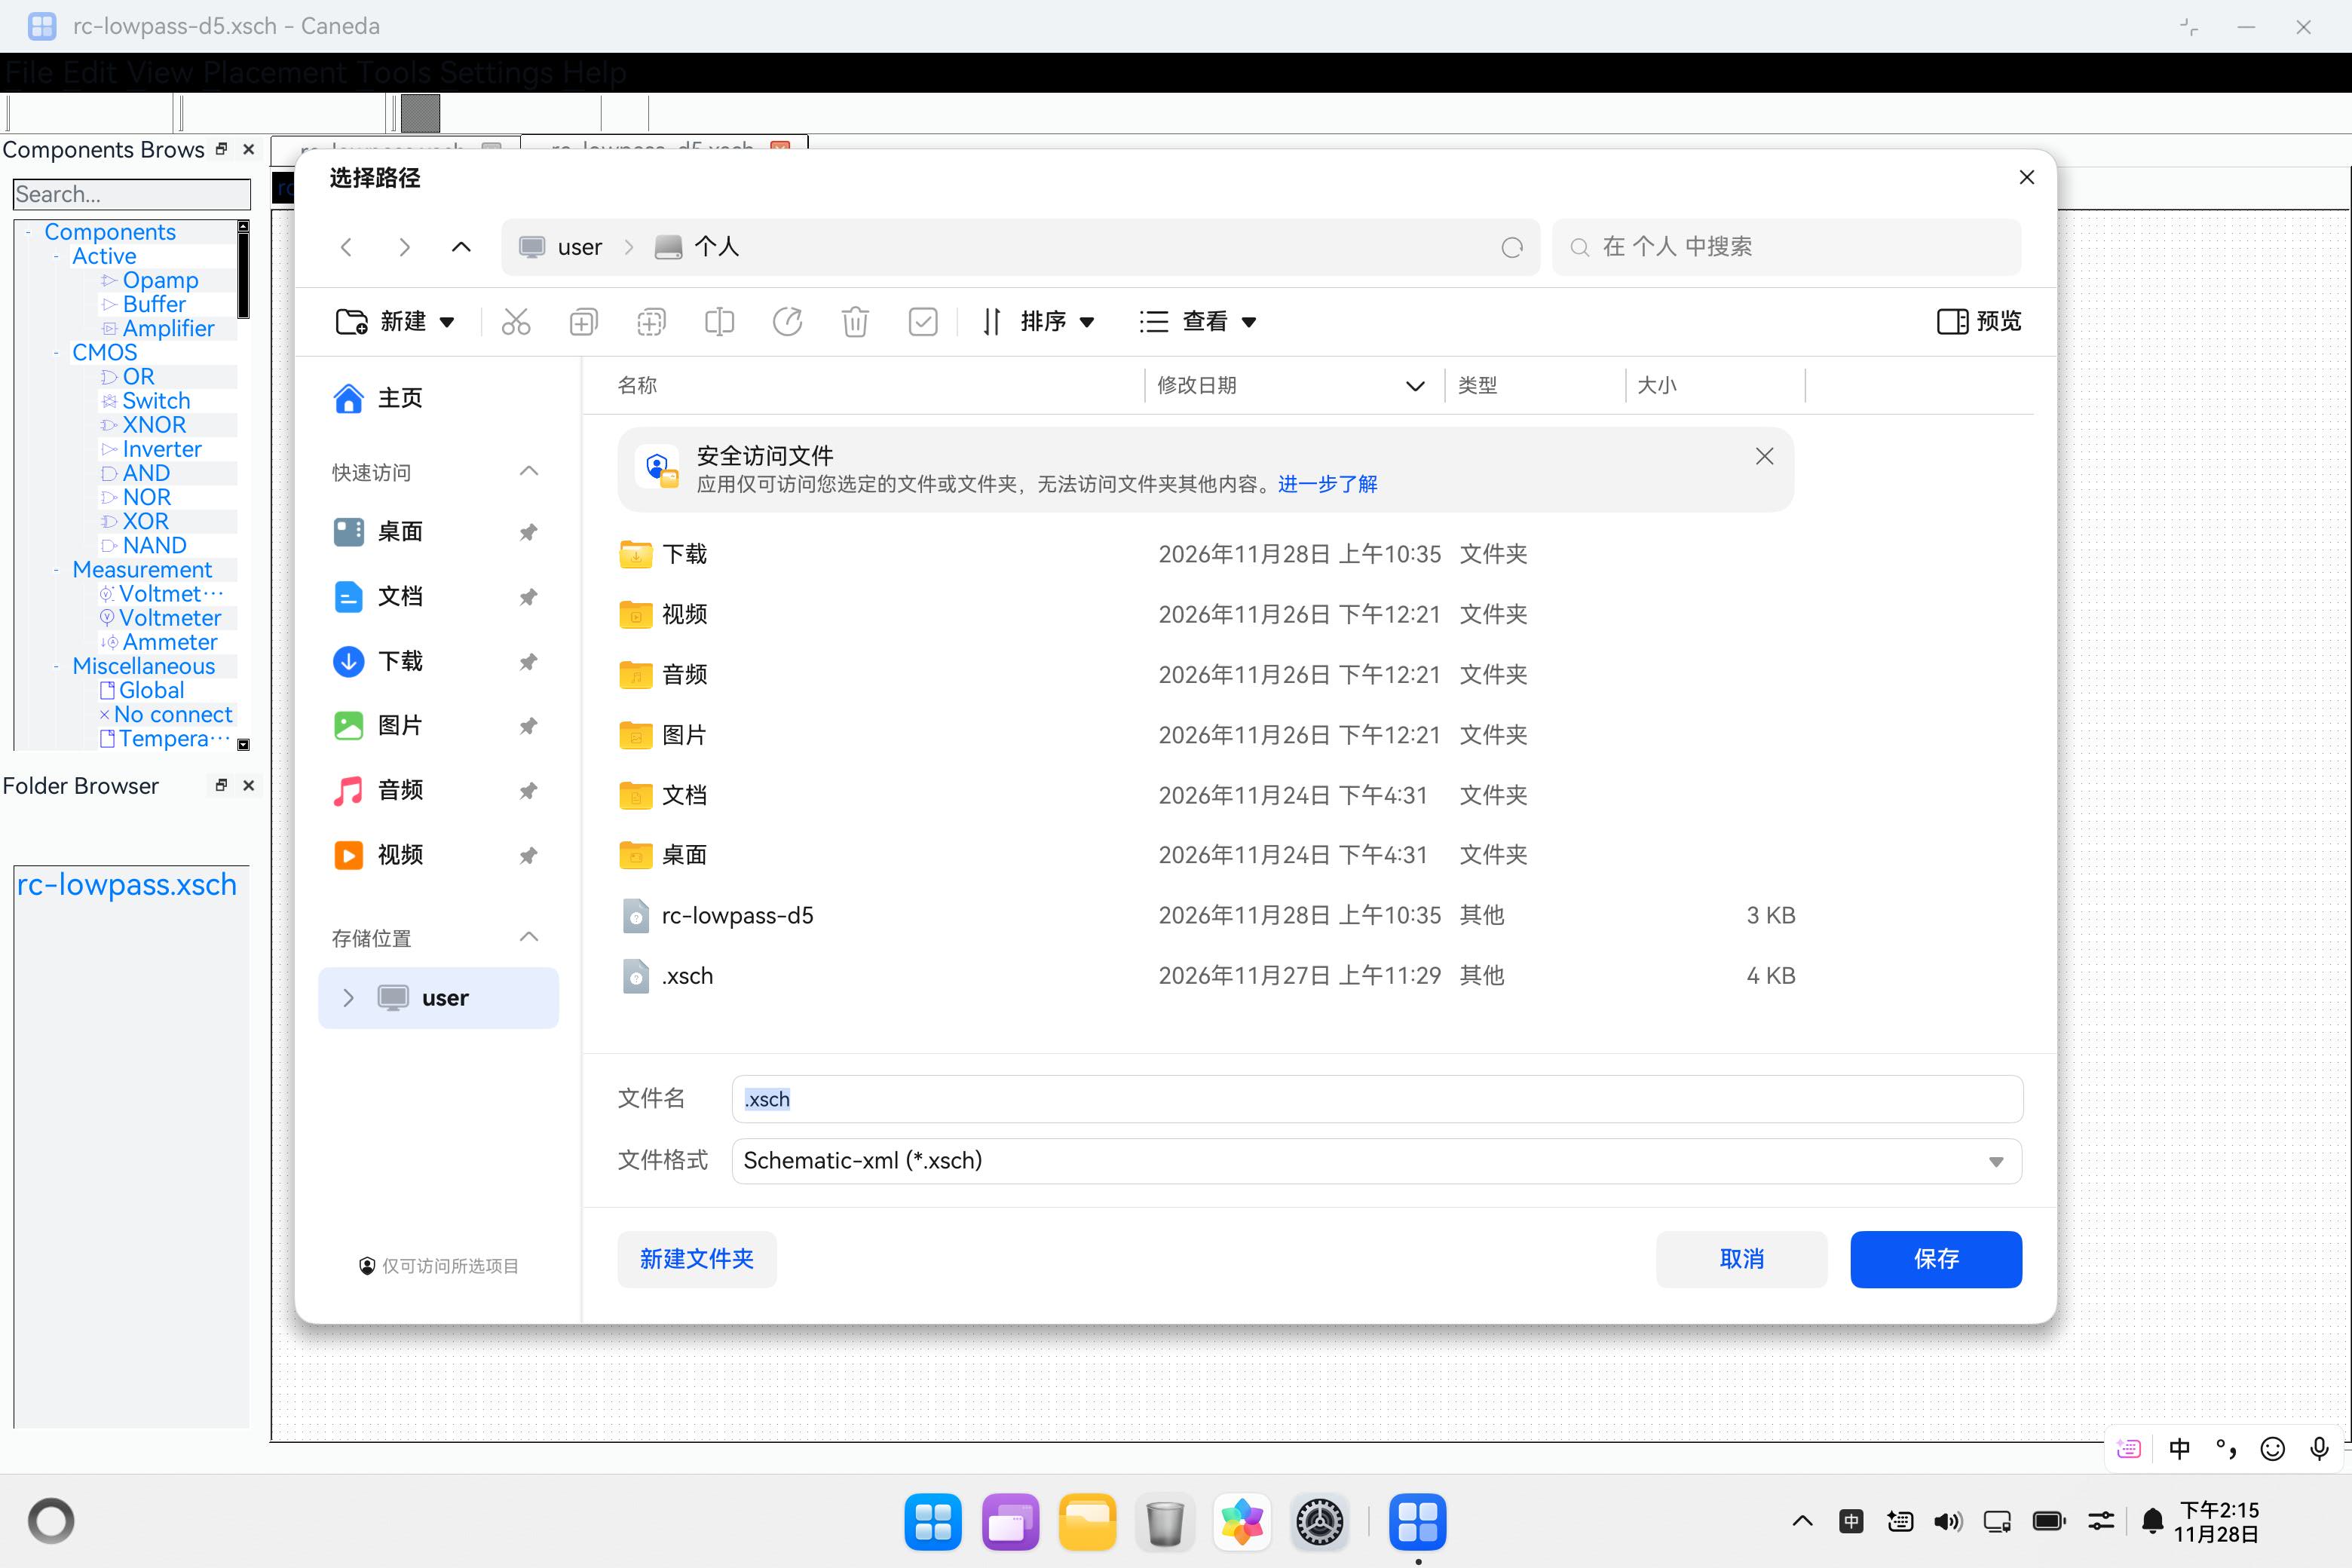 rc-lowpass-d5.xsch - Caneda
File Edit View Placement Tools Settings Help
Components Brows
rc-lowpass.xsch
rc-lowpass-d5.xsch
Search...
Components
Active
Opamp
Buffer
Amplifier
CMOS
OR
Switch
XNOR
Inverter
AND
NOR
XOR
NAND
Measurement
Voltmet···
Voltmeter
Ammeter
Miscellaneous
Global
No connect
Tempera···
Folder Browser
rc-lowpass.xsch
选择路径
user
个人
在 个人 中搜索
新建
排序
查看
预览
主页
快速访问
桌面
文档
下载
图片
音频
视频
存储位置
user
仅可访问所选项目
名称 修改日期 类型 大小
安全访问文件
应用仅可访问您选定的文件或文件夹，无法访问文件夹其他内容。进一步了解
下载 2026年11月28日 上午10:35 文件夹
视频 2026年11月26日 下午12:21 文件夹
音频 2026年11月26日 下午12:21 文件夹
图片 2026年11月26日 下午12:21 文件夹
文档 2026年11月24日 下午4:31 文件夹
桌面 2026年11月24日 下午4:31 文件夹
rc-lowpass-d5 2026年11月28日 上午10:35 其他 3 KB
.xsch 2026年11月27日 上午11:29 其他 4 KB
文件名 .xsch
文件格式 Schematic-xml (*.xsch)
新建文件夹
取消
保存
中 °,
中
下午2:15
11月28日